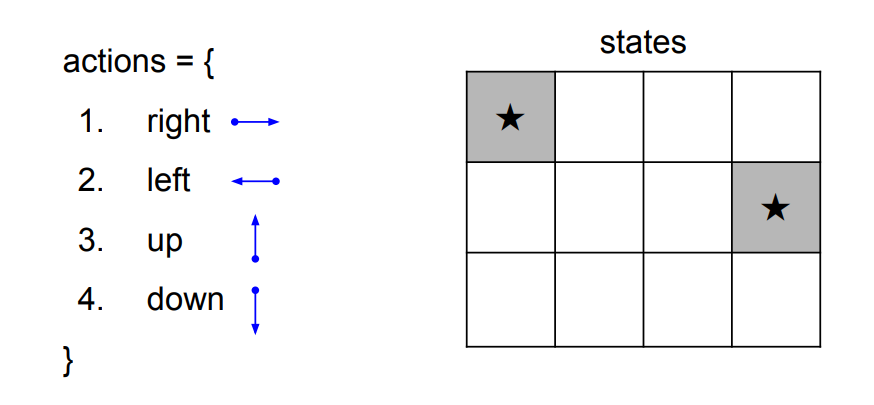 actions = {
1. right
2. left
3. up
4. down
}
states